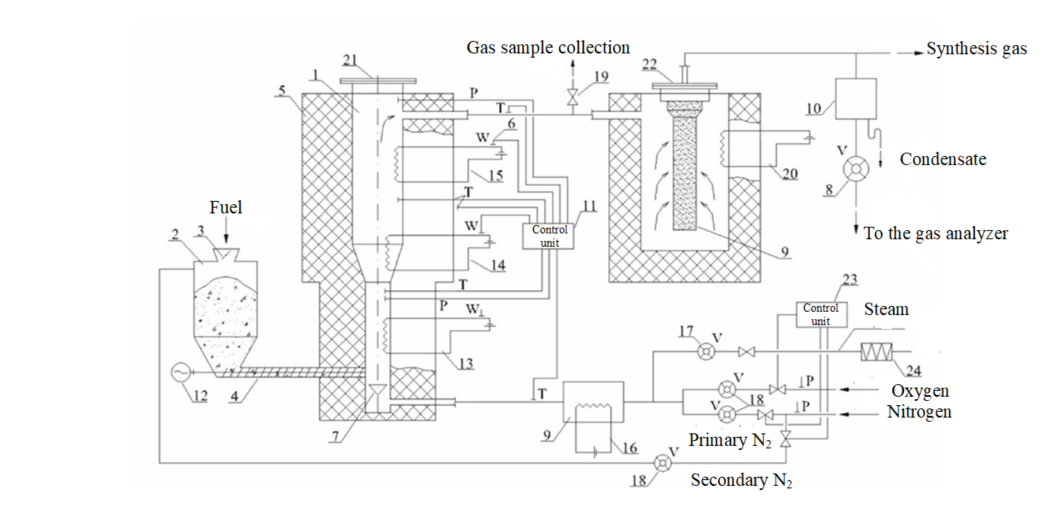 Gas sample collection
Synthesis gas
21
22
19
1
P
5
T
10
6
W
V
Condensate
15
20
8
T
Fuel
11
To the gas analyzer
3
W
Control
unit
2
9
14
23
T
Control
unit
Steam
P
W
17
V
13
24
V
P
Oxygen
12
4
T
V
18
P
Nitrogen
7
9
16
Primary N₂
V
18
Secondary N₂